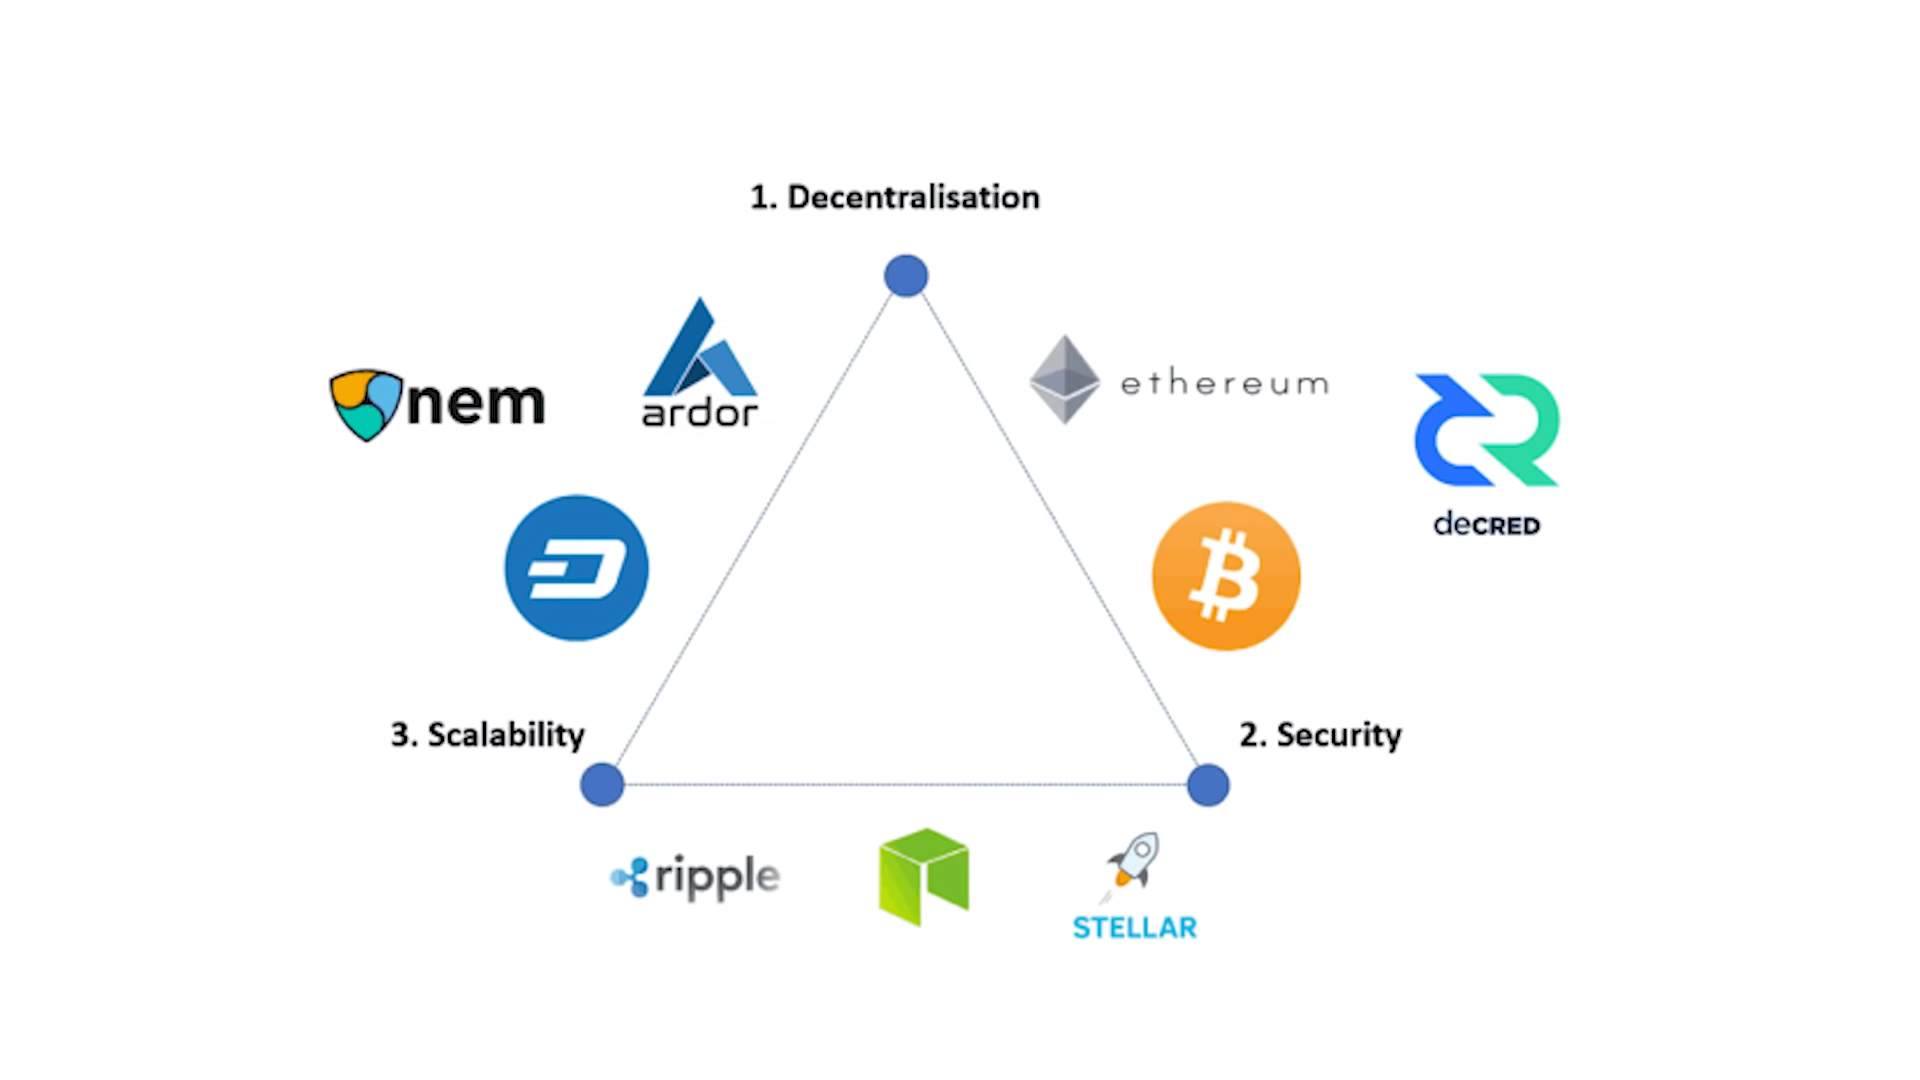 1. Decentralisation
nem
ardor
ethereum
deCRED
3. Scalability
2. Security
ripple
STELLAR